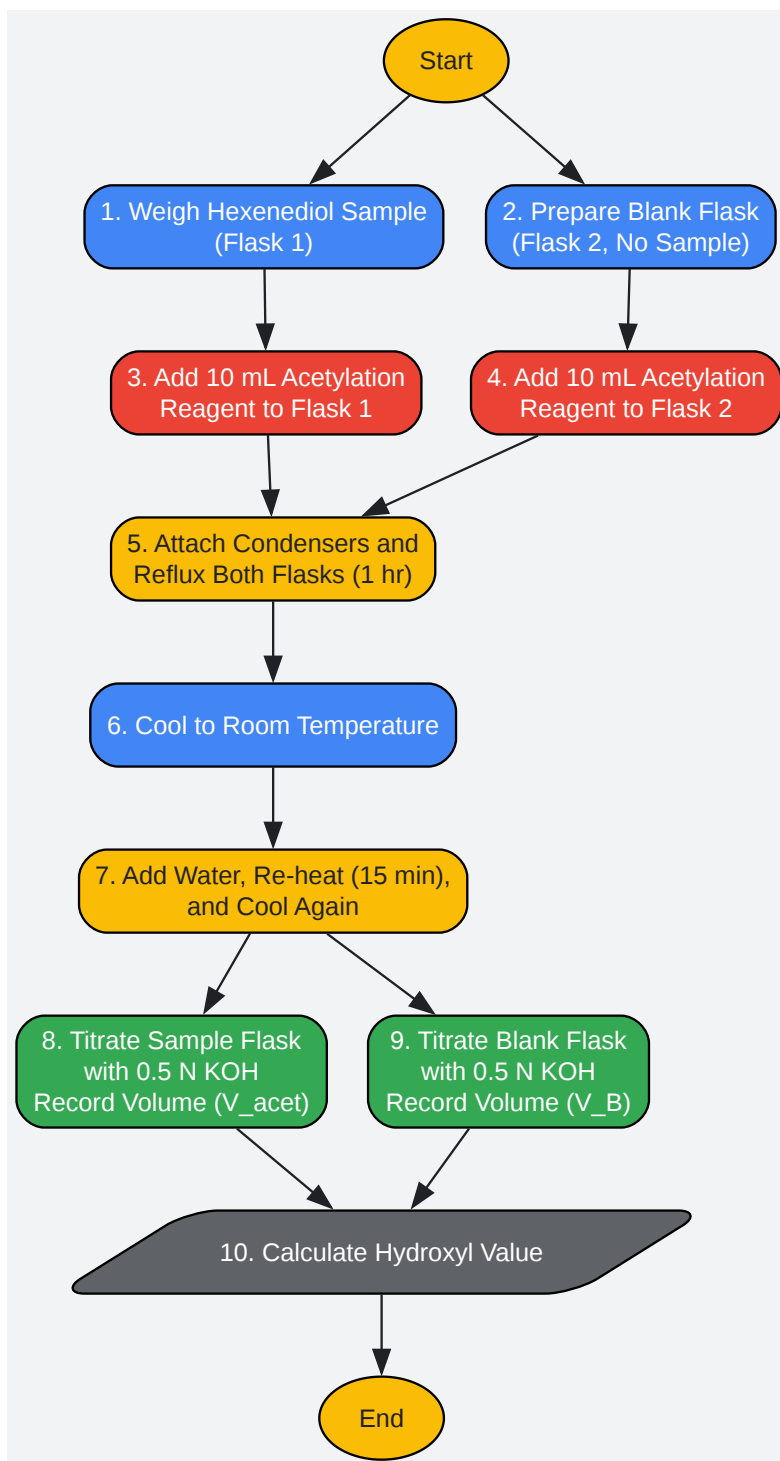 Start
1. Weigh Hexenediol Sample
(Flask 1)
2. Prepare Blank Flask
(Flask 2, No Sample)
3. Add 10 mL Acetylation
Reagent to Flask 1
4. Add 10 mL Acetylation
Reagent to Flask 2
5. Attach Condensers and
Reflux Both Flasks (1 hr)
6. Cool to Room Temperature
7. Add Water, Re-heat (15 min),
and Cool Again
8. Titrate Sample Flask
with 0.5 N KOH
Record Volume (V_acet)
9. Titrate Blank Flask
with 0.5 N KOH
Record Volume (V_B)
10. Calculate Hydroxyl Value
End